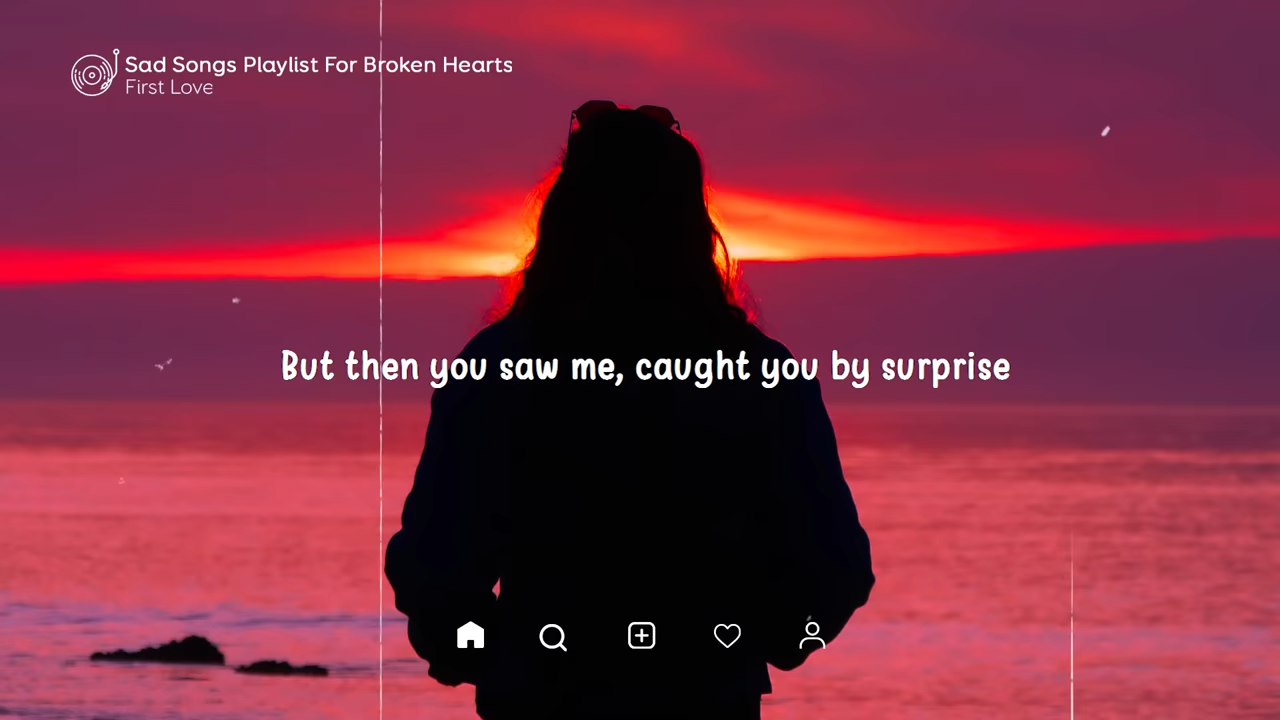 Sad Songs Playlist For Broken Hearts
First Love
But then you saw me, caught you by surprise